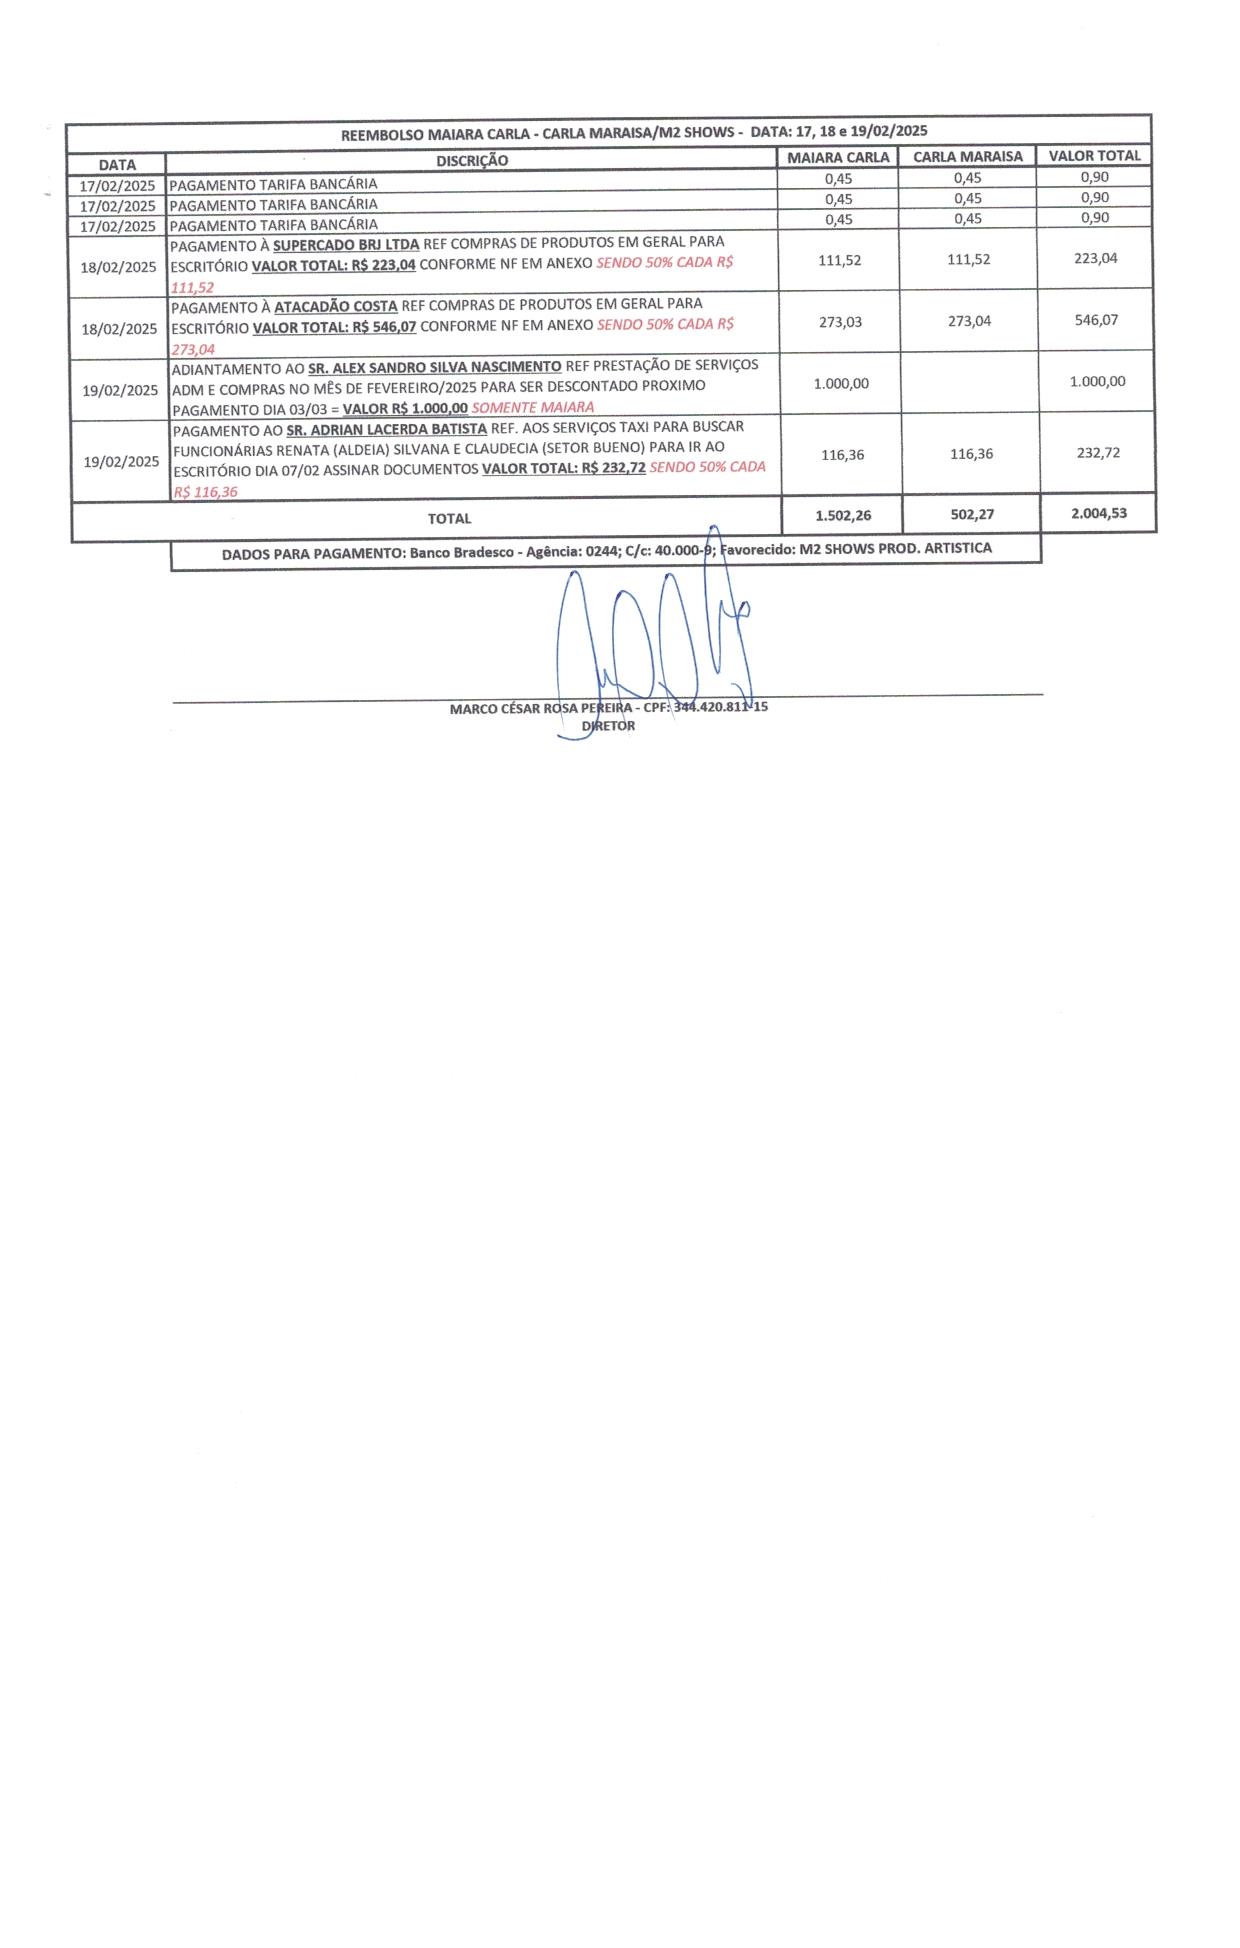 REEMBOLSO MAIARA CARLA - CARLA MARAISA/M2 SHOWS - DATA: 17, 18 e 19/02/2025
DATA DISCRIÇÃO MAIARA CARLA CARLA MARAISA VALOR TOTAL
17/02/2025 PAGAMENTO TARIFA BANCÁRIA 0,45 0,45 0,90
17/02/2025 PAGAMENTO TARIFA BANCÁRIA 0,45 0,45 0,90
17/02/2025 PAGAMENTO TARIFA BANCÁRIA 0,45 0,45 0,90
PAGAMENTO À SUPERCADO BRJ LTDA REF COMPRAS DE PRODUTOS EM GERAL PARA
18/02/2025 ESCRITÓRIO VALOR TOTAL: R$ 223,04 CONFORME NF EM ANEXO SENDO 50% CADA R$ 111,52 111,52 223,04
111,52
PAGAMENTO À ATACADÃO COSTA REF COMPRAS DE PRODUTOS EM GERAL PARA
18/02/2025 ESCRITÓRIO VALOR TOTAL: R$ 546,07 CONFORME NF EM ANEXO SENDO 50% CADA R$ 273,03 273,04 546,07
273,04
ADIANTAMENTO AO SR. ALEX SANDRO SILVA NASCIMENTO REF PRESTAÇÃO DE SERVIÇOS
19/02/2025 ADM E COMPRAS NO MÊS DE FEVEREIRO/2025 PARA SER DESCONTADO PROXIMO 1.000,00 1.000,00
PAGAMENTO DIA 03/03 = VALOR R$ 1.000,00 SOMENTE MAIARA
PAGAMENTO AO SR. ADRIAN LACERDA BATISTA REF. AOS SERVIÇOS TAXI PARA BUSCAR
FUNCIONÁRIAS RENATA (ALDEIA) SILVANA E CLAUDECIA (SETOR BUENO) PARA IR AO
19/02/2025 ESCRITÓRIO DIA 07/02 ASSINAR DOCUMENTOS VALOR TOTAL: R$ 232,72 SENDO 50% CADA 116,36 116,36 232,72
R$ 116,36
TOTAL 1.502,26 502,27 2.004,53
DADOS PARA PAGAMENTO: Banco Bradesco - Agência: 0244; C/c: 40.000-9; Favorecido: M2 SHOWS PROD. ARTISTICA
MARCO CÉSAR ROSA PEREIRA - CPF: 344.420.811-15
DIRETOR